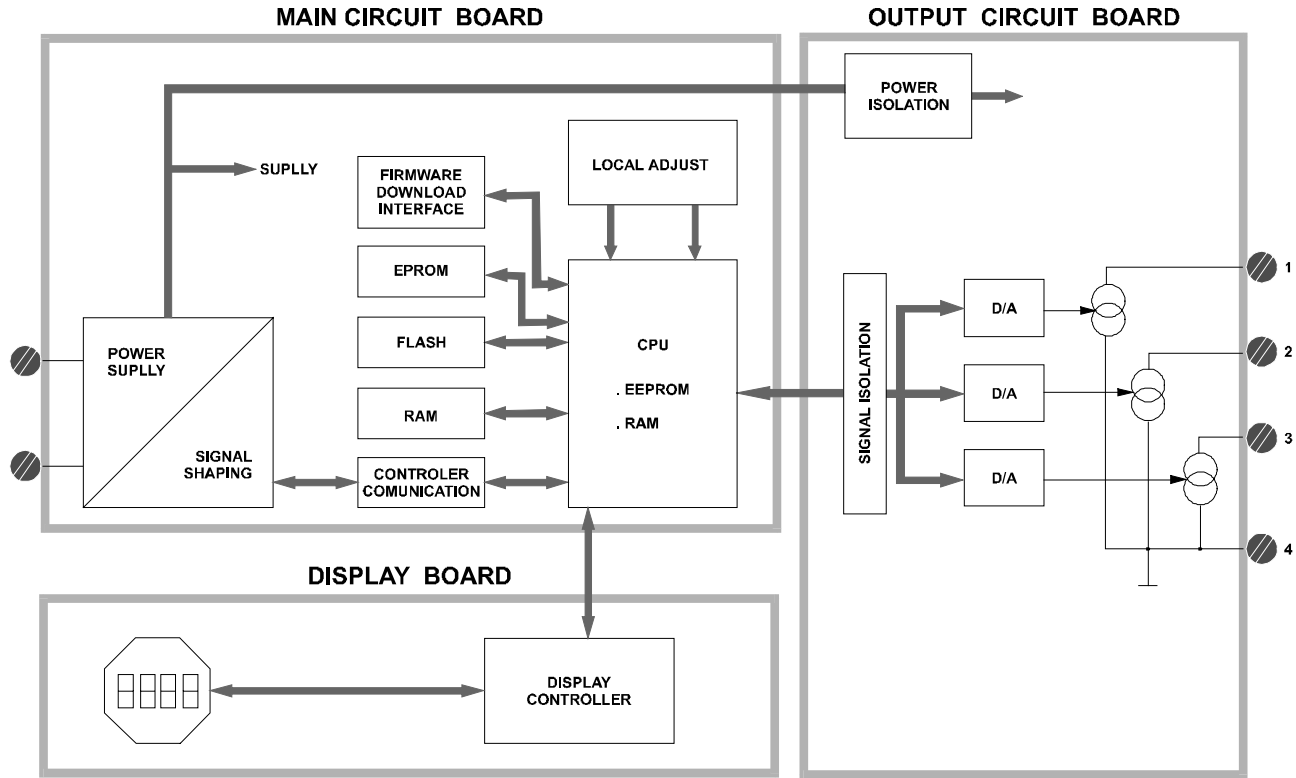 MAIN CIRCUIT BOARD
OUTPUT CIRCUIT BOARD
POWER
ISOLATION
SUPLLY
FIRMWARE
DOWNLOAD
INTERFACE
LOCAL ADJUST
EPROM
FLASH
RAM
CONTROLER
COMUNICATION
CPU
. EEPROM
. RAM
POWER
SUPLLY
SIGNAL
SHAPING
SIGNAL ISOLATION
D/A
D/A
D/A
1
2
3
4
DISPLAY BOARD
DISPLAY
CONTROLLER